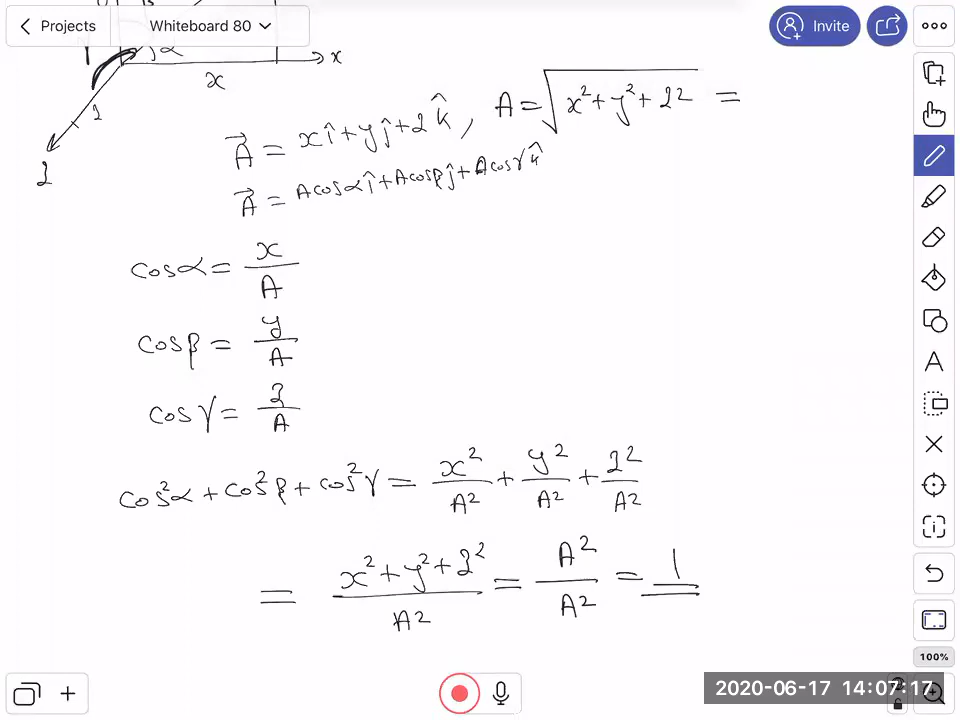 Projects
Whiteboard 80
Invite
α
x
x
z
z
A⃗ = xî + yĵ + zk̂, A = √x² + y² + z² =
A⃗ = A cosα î + A cosβ ĵ + A cosγ k̂
cosα = x/A
cosβ = y/A
cosγ = z/A
cos²α + cos²β + cos²γ = x²/A² + y²/A² + z²/A²
= x² + y² + z²/A² = A²/A² = 1
A
100%
2020-06-17 14:07:17